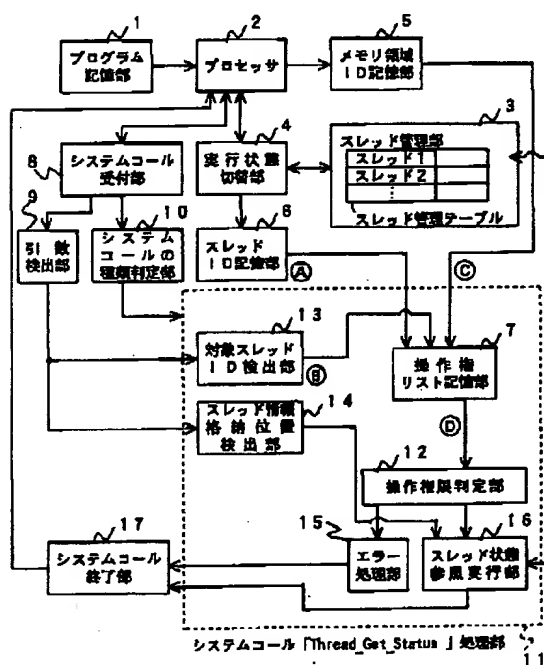 1
プログラム
記憶部
2
プロセッサ
5
メモリ領域
ID記憶部
3
スレッド管理部
スレッド1
スレッド2
⋮
スレッド管理テーブル
4
実行状態
切替部
8
システムコール
受付部
9
引数
検出部
10
システム
コールの
種類判定部
6
スレッド
ID記憶部
Ⓐ
Ⓒ
13
対象スレッド
ID検出部
Ⓑ
7
操作権
リスト記憶部
14
スレッド情報
格納位置
検出部
Ⓓ
12
操作権限判定部
15
エラー
処理部
16
スレッド状態
参照実行部
17
システムコール
終了部
システムコール「Thread_Get_Status」処理部
11